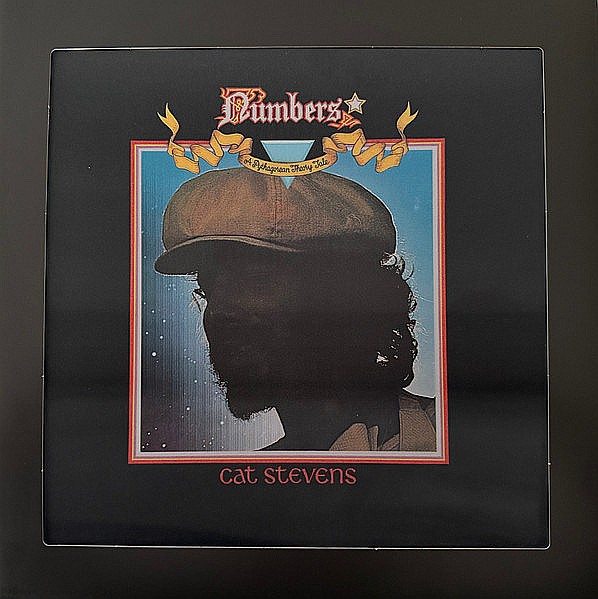 Numbers
A Pythagorean Theory Tale
cat stevens